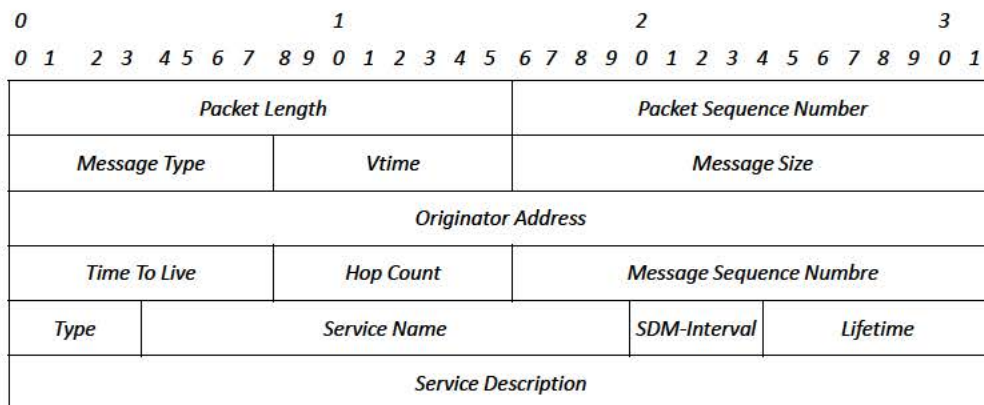 0 1 2 3
0 1 2 3 4 5 6 7 8 9 0 1 2 3 4 5 6 7 8 9 0 1 2 3 4 5 6 7 8 9 0 1
Packet Length Packet Sequence Number
Message Type Vtime Message Size
Originator Address
Time To Live Hop Count Message Sequence Numbre
Type Service Name SDM-Interval Lifetime
Service Description